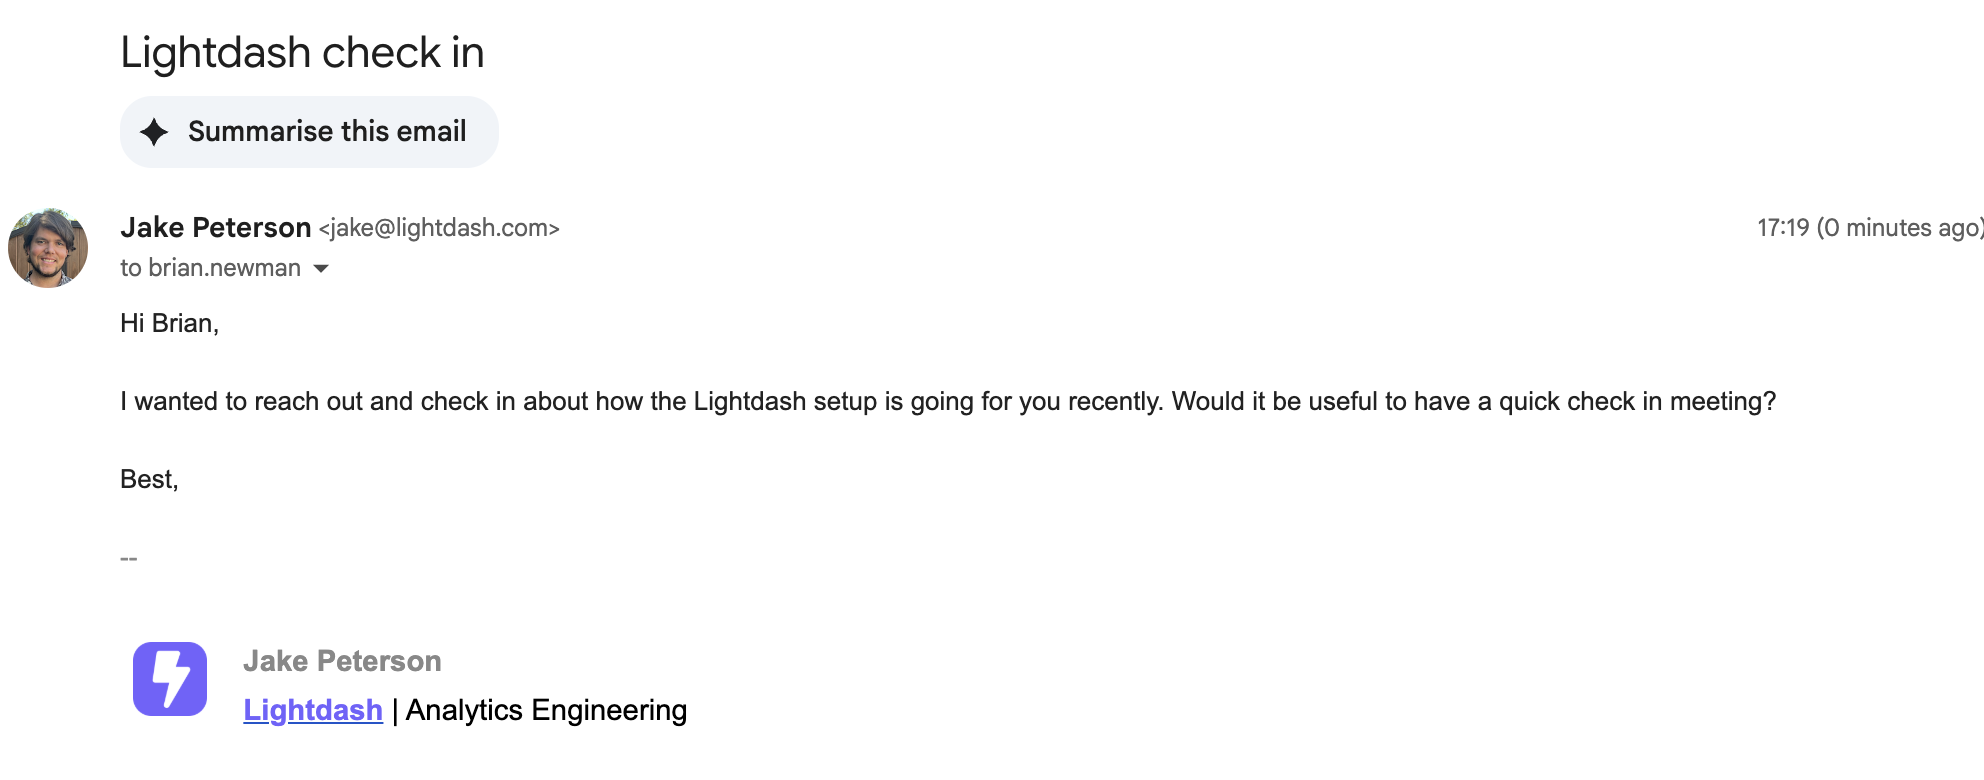 Lightdash check in
Summarise this email
Jake Peterson <jake@lightdash.com>
17:19 (0 minutes ago)
to brian.newman
Hi Brian,
I wanted to reach out and check in about how the Lightdash setup is going for you recently. Would it be useful to have a quick check in meeting?
Best,
--
Jake Peterson
Lightdash | Analytics Engineering